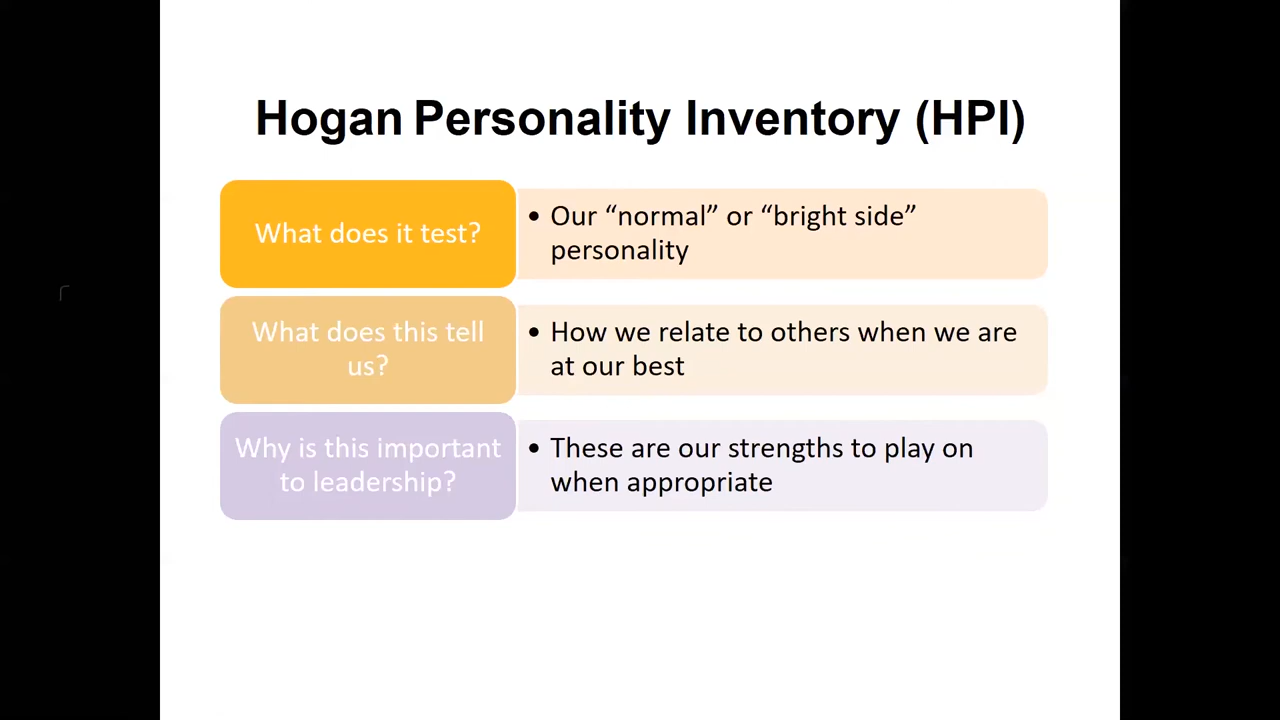 Hogan Personality Inventory (HPI)
What does it test?
• Our “normal” or “bright side”
personality
What does this tell
us?
• How we relate to others when we are
at our best
Why is this important
to leadership?
• These are our strengths to play on
when appropriate